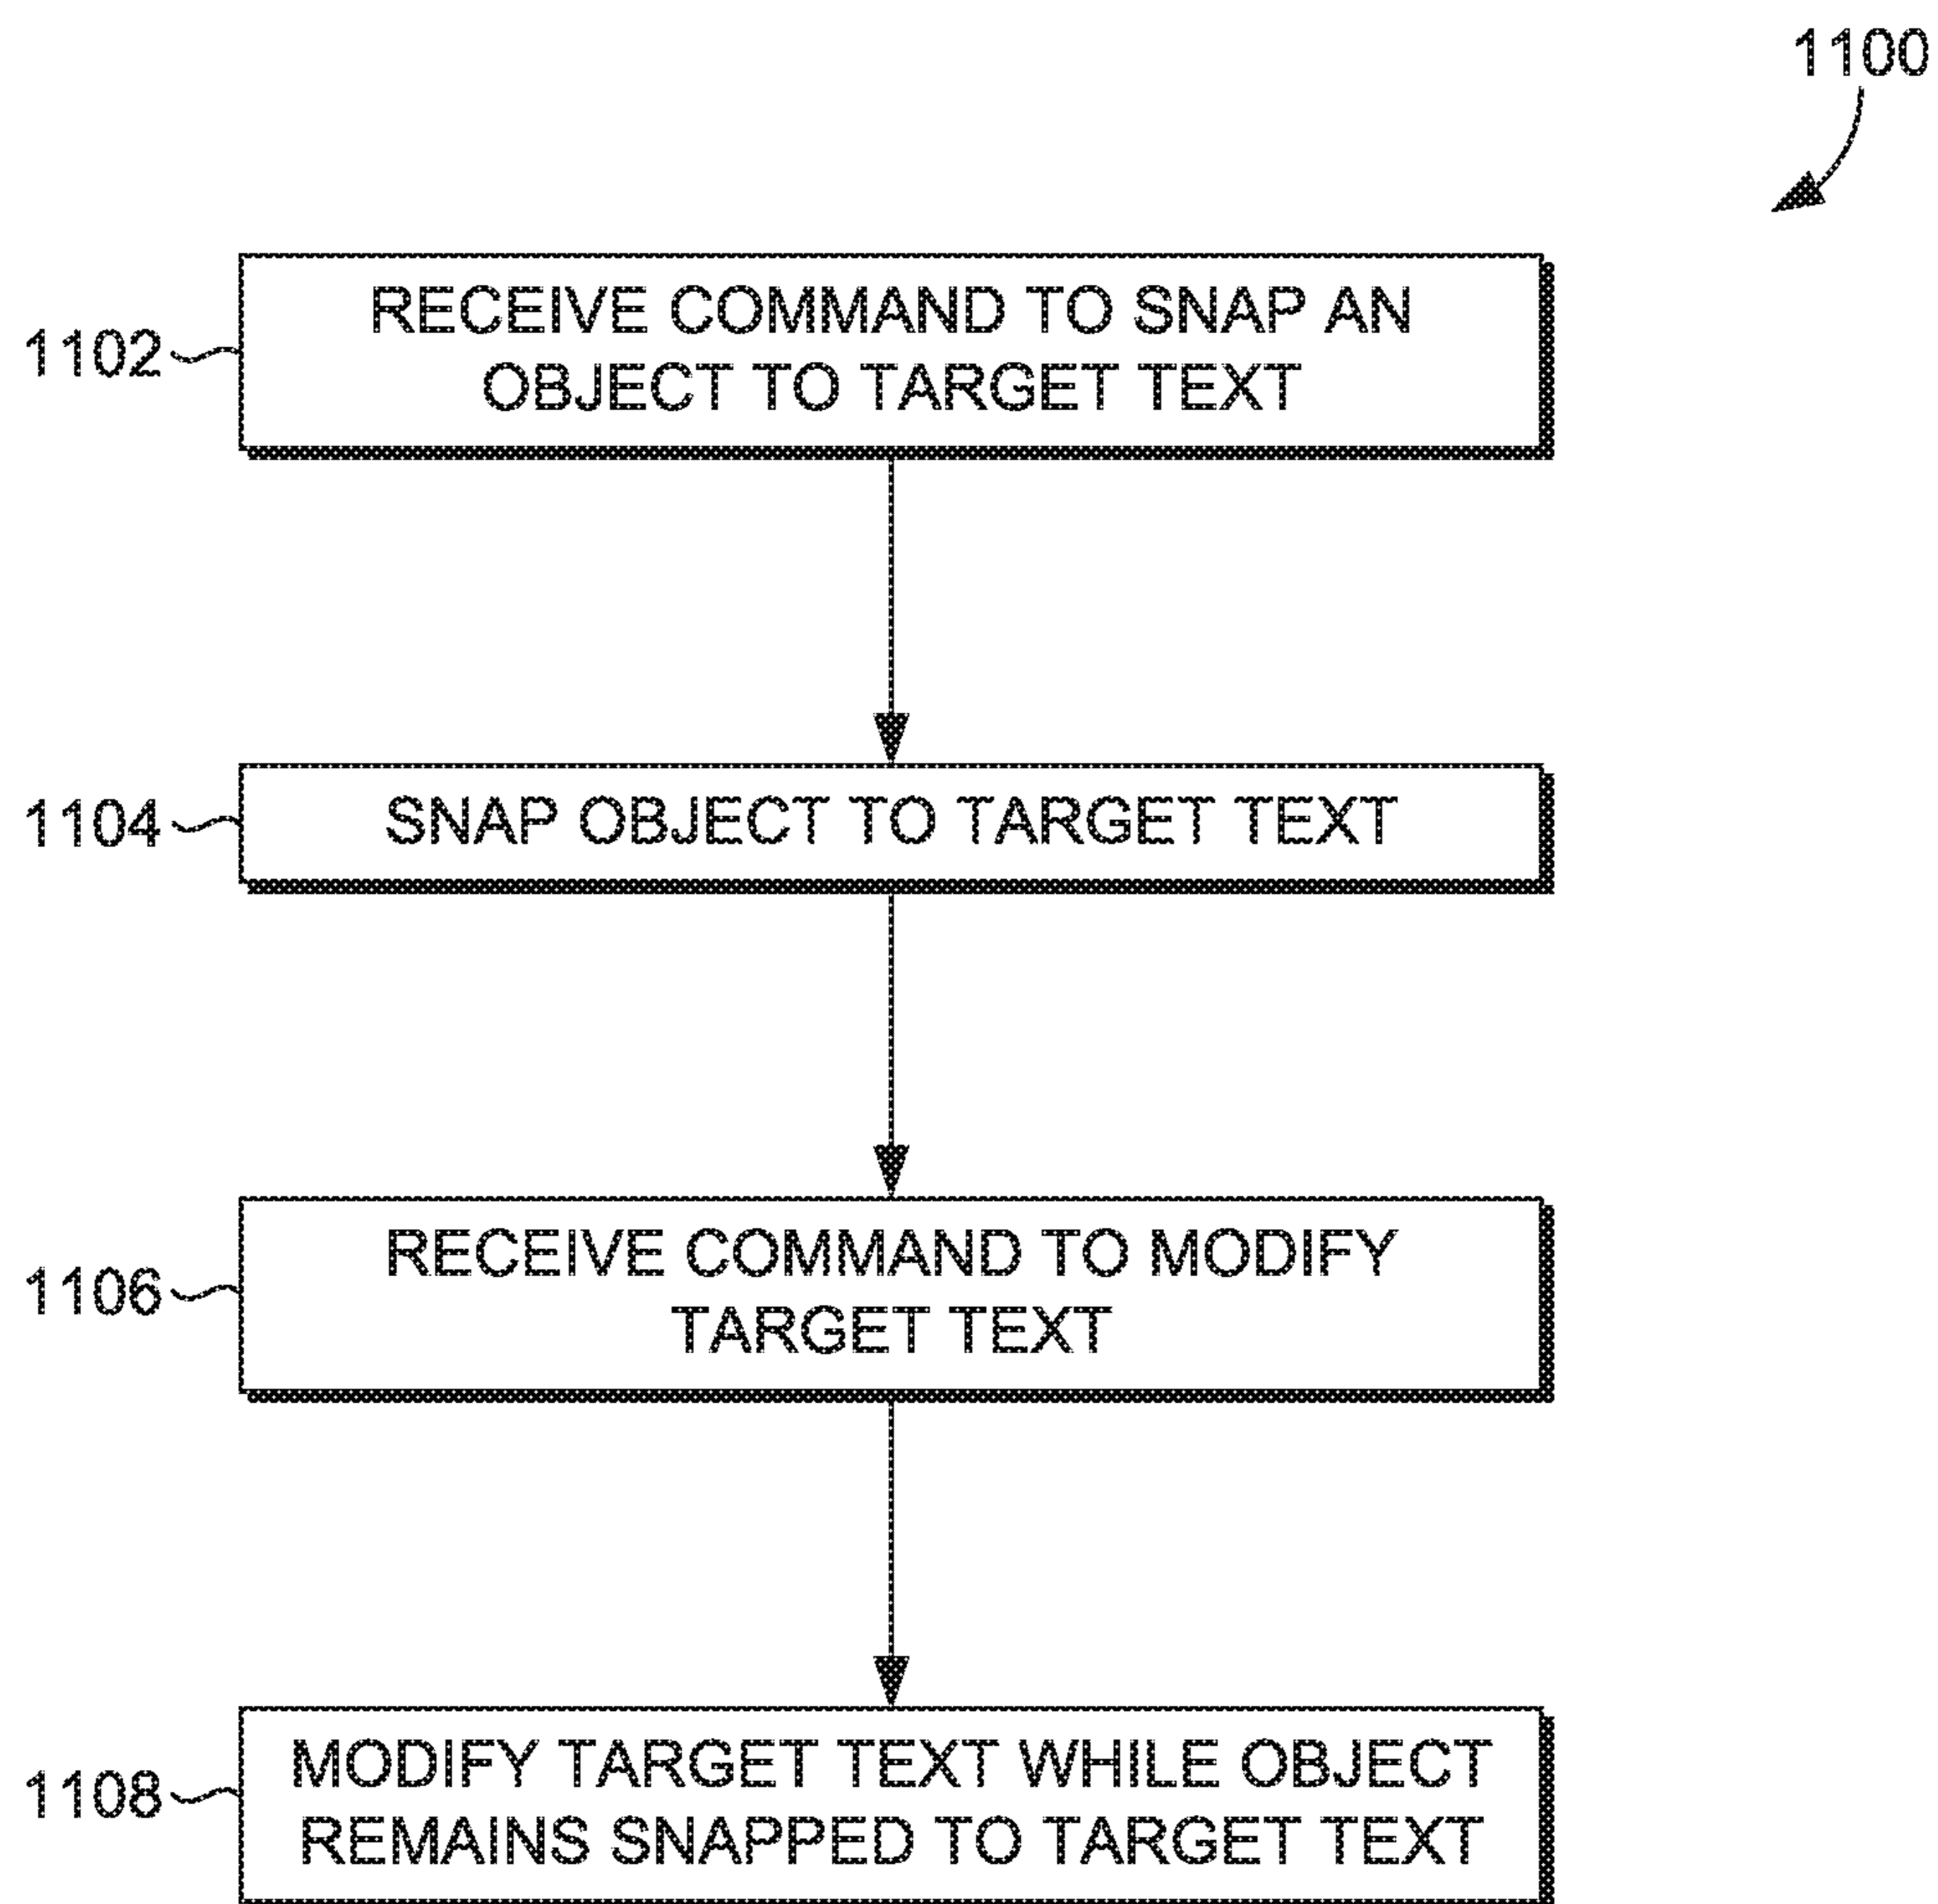 1100
1102
RECEIVE COMMAND TO SNAP AN
OBJECT TO TARGET TEXT
1104
SNAP OBJECT TO TARGET TEXT
1106
RECEIVE COMMAND TO MODIFY
TARGET TEXT
1108
MODIFY TARGET TEXT WHILE OBJECT
REMAINS SNAPPED TO TARGET TEXT